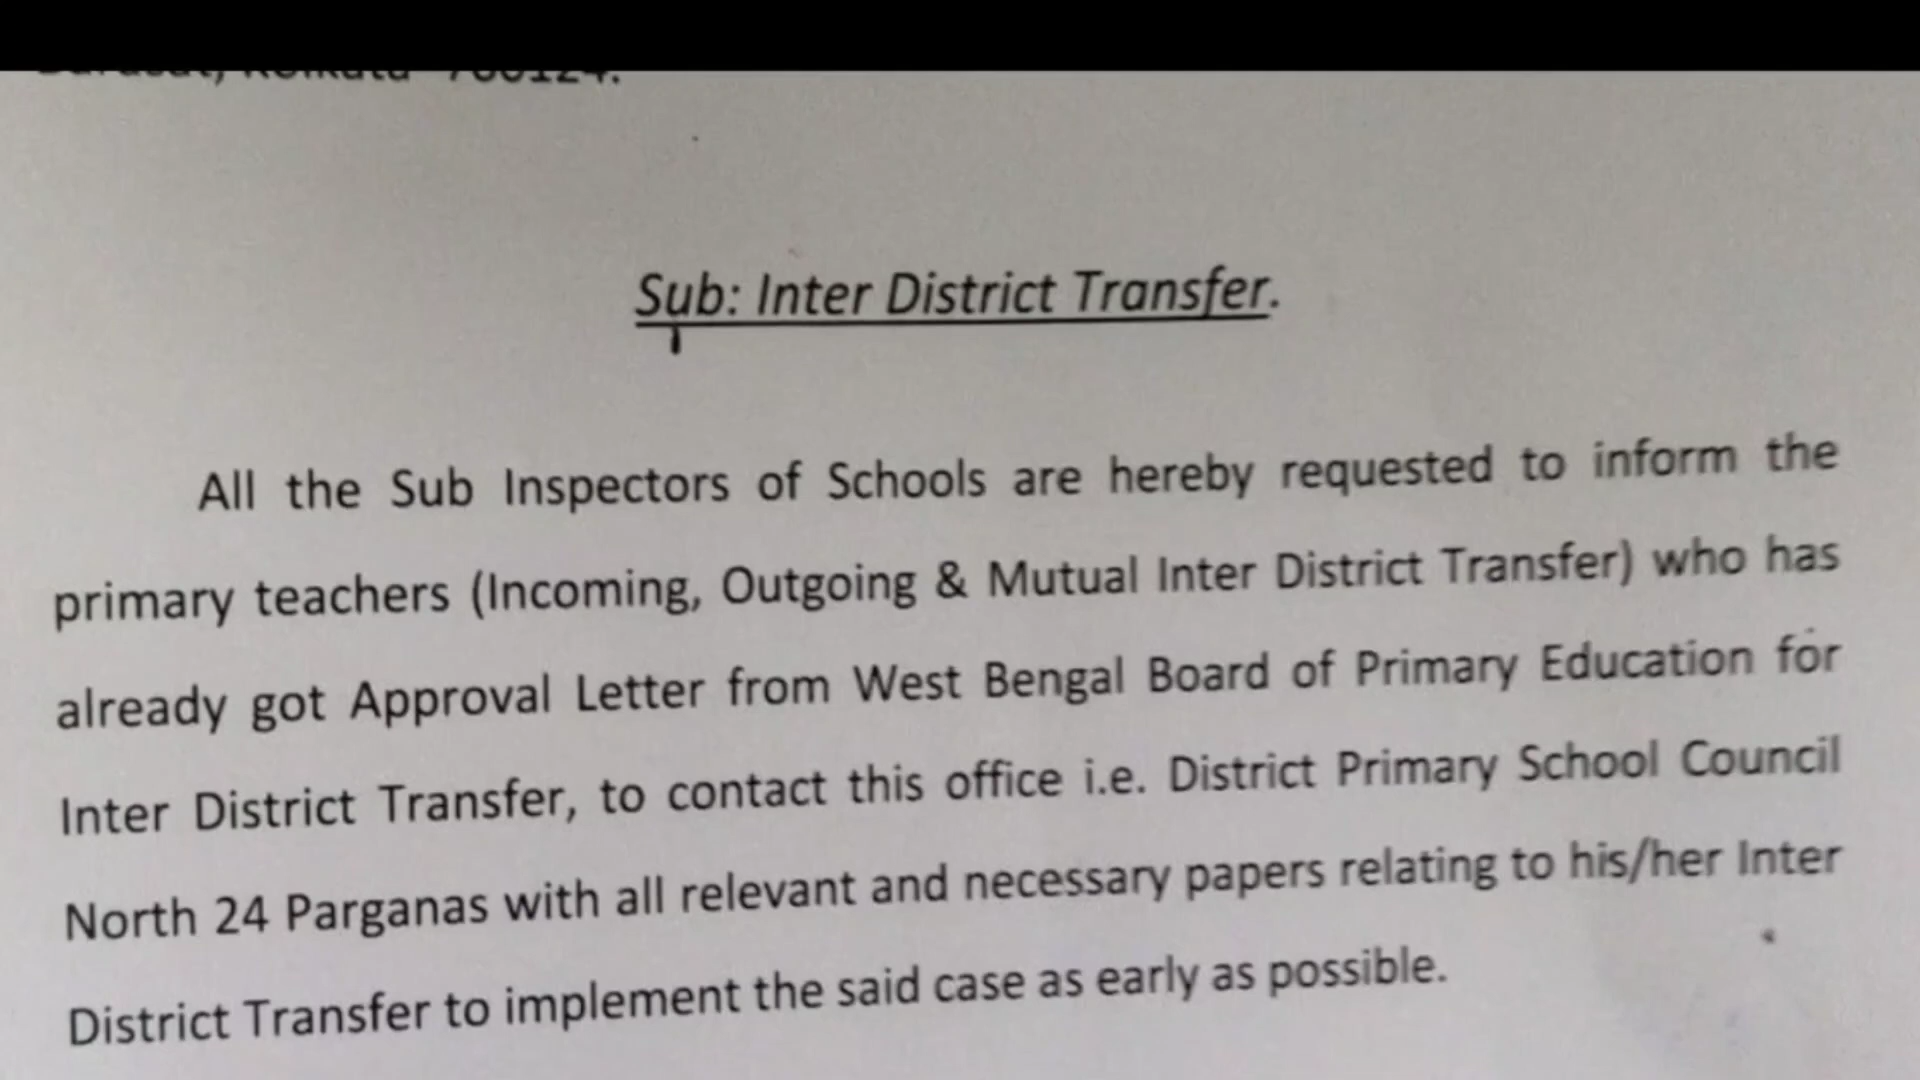 Barasat, Kolkata - 700124.
Sub: Inter District Transfer.
All the Sub Inspectors of Schools are hereby requested to inform the
primary teachers (Incoming, Outgoing & Mutual Inter District Transfer) who has
already got Approval Letter from West Bengal Board of Primary Education for
Inter District Transfer, to contact this office i.e. District Primary School Council
North 24 Parganas with all relevant and necessary papers relating to his/her Inter
District Transfer to implement the said case as early as possible.